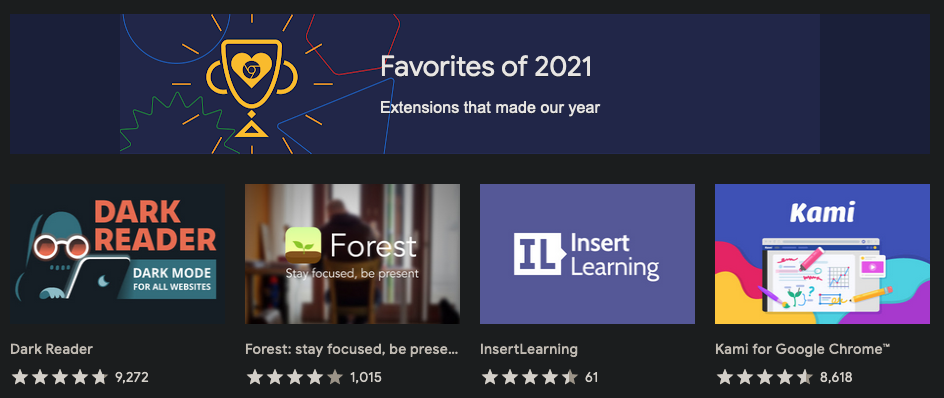 Favorites of 2021
Extensions that made our year
DARK
READER
DARK MODE
FOR ALL WEBSITES
Forest
Stay focused, be present
IL Insert
Learning
Kami
Dark Reader
Forest: stay focused, be prese...
InsertLearning
Kami for Google Chrome™
9,272
1,015
61
8,618